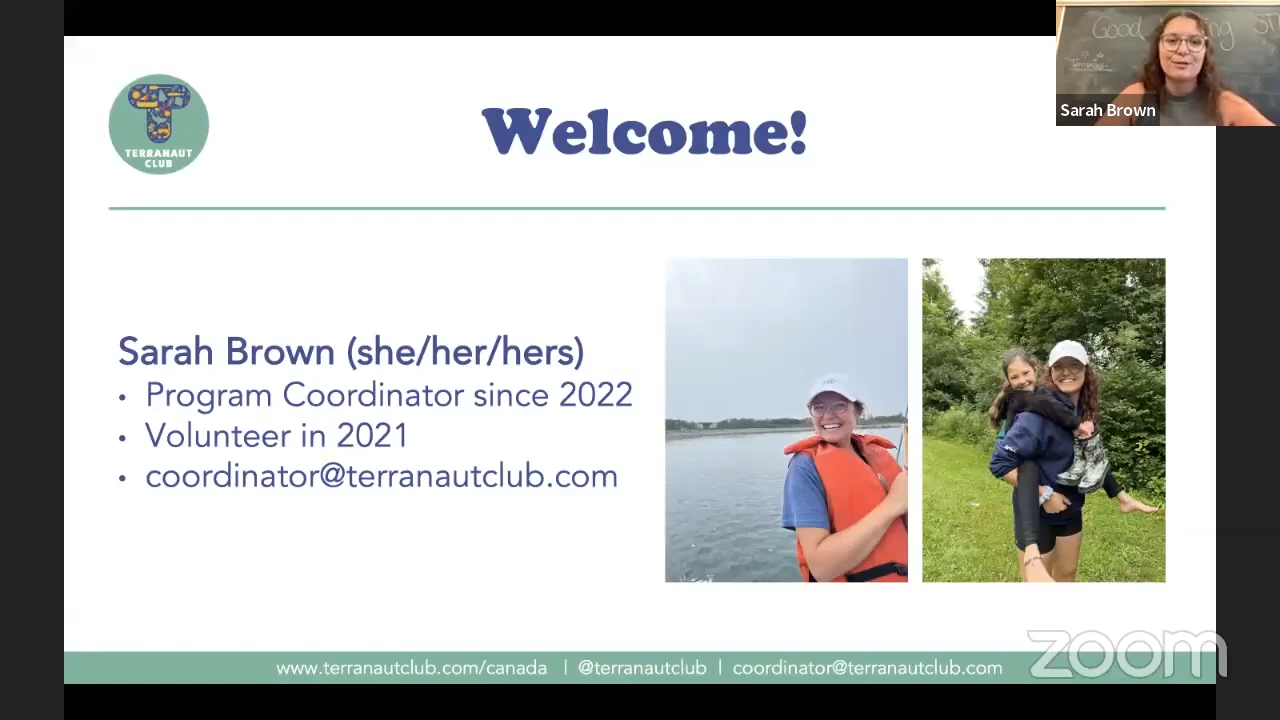 Good
Sarah Brown
TERRANAUT
CLUB
Welcome!
Sarah Brown (she/her/hers)
• Program Coordinator since 2022
• Volunteer in 2021
• coordinator@terranautclub.com
www.terranautclub.com/canada | @terranautclub | coordinator@terranautclub.com
zoom